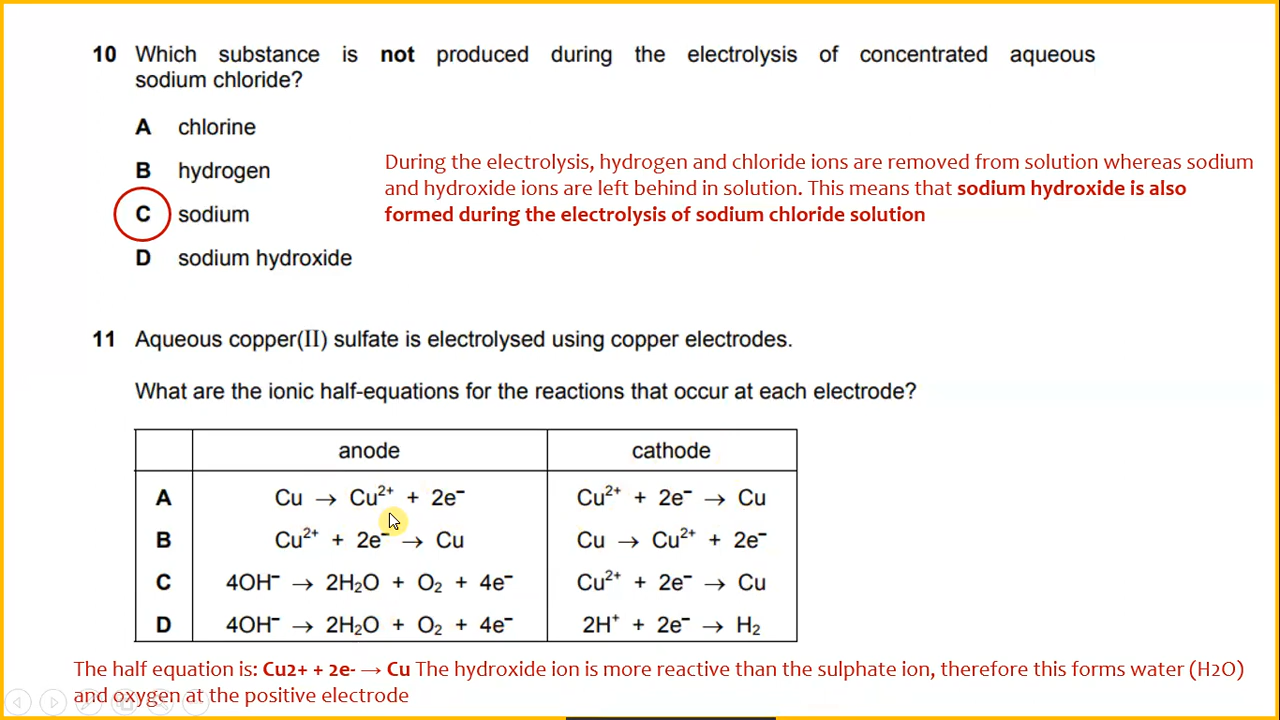 10 Which substance is not produced during the electrolysis of concentrated aqueous
sodium chloride?
A chlorine
B hydrogen
During the electrolysis, hydrogen and chloride ions are removed from solution whereas sodium
and hydroxide ions are left behind in solution. This means that sodium hydroxide is also
formed during the electrolysis of sodium chloride solution
C sodium
D sodium hydroxide
11 Aqueous copper(II) sulfate is electrolysed using copper electrodes.
What are the ionic half-equations for the reactions that occur at each electrode?
anode cathode
A Cu → Cu²⁺ + 2e⁻ Cu²⁺ + 2e⁻ → Cu
B Cu²⁺ + 2e⁻ → Cu Cu → Cu²⁺ + 2e⁻
C 4OH⁻ → 2H₂O + O₂ + 4e⁻ Cu²⁺ + 2e⁻ → Cu
D 4OH⁻ → 2H₂O + O₂ + 4e⁻ 2H⁺ + 2e⁻ → H₂
The half equation is: Cu2+ + 2e- → Cu The hydroxide ion is more reactive than the sulphate ion, therefore this forms water (H2O)
and oxygen at the positive electrode